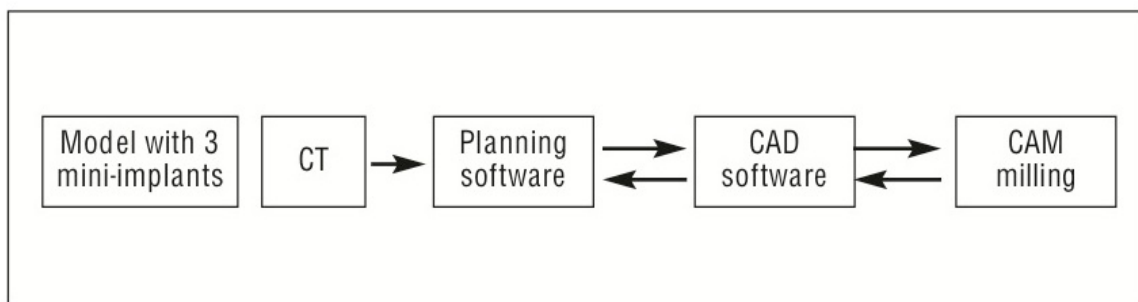 Model with 3
mini-implants
CT
Planning
software
CAD
software
CAM
milling